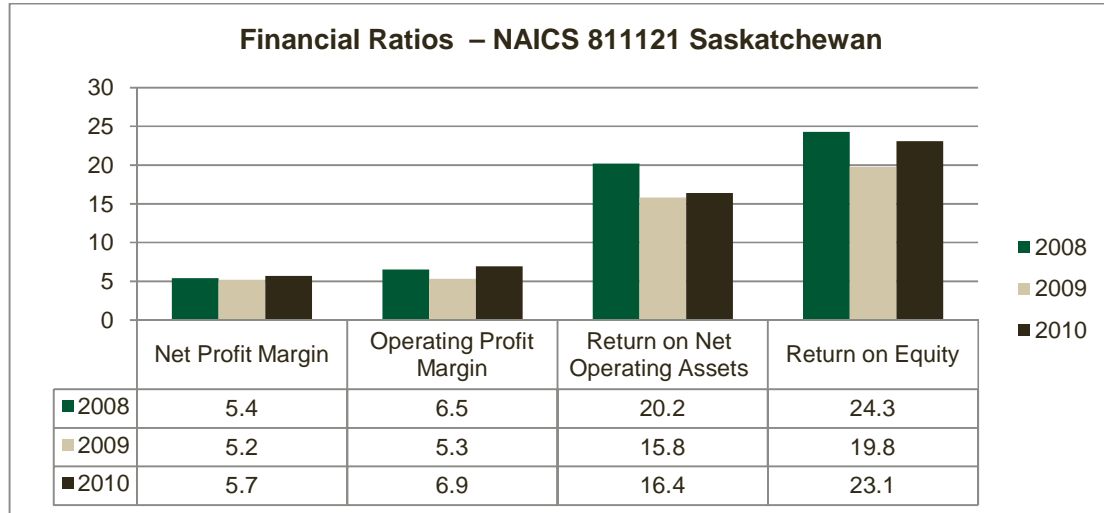 Financial Ratios – NAICS 811121 Saskatchewan
30
25
20
15
10
5
0
2008
2009
2010
Net Profit Margin
Operating Profit
Margin
Return on Net
Operating Assets
Return on Equity
2008 5.4 6.5 20.2 24.3
2009 5.2 5.3 15.8 19.8
2010 5.7 6.9 16.4 23.1